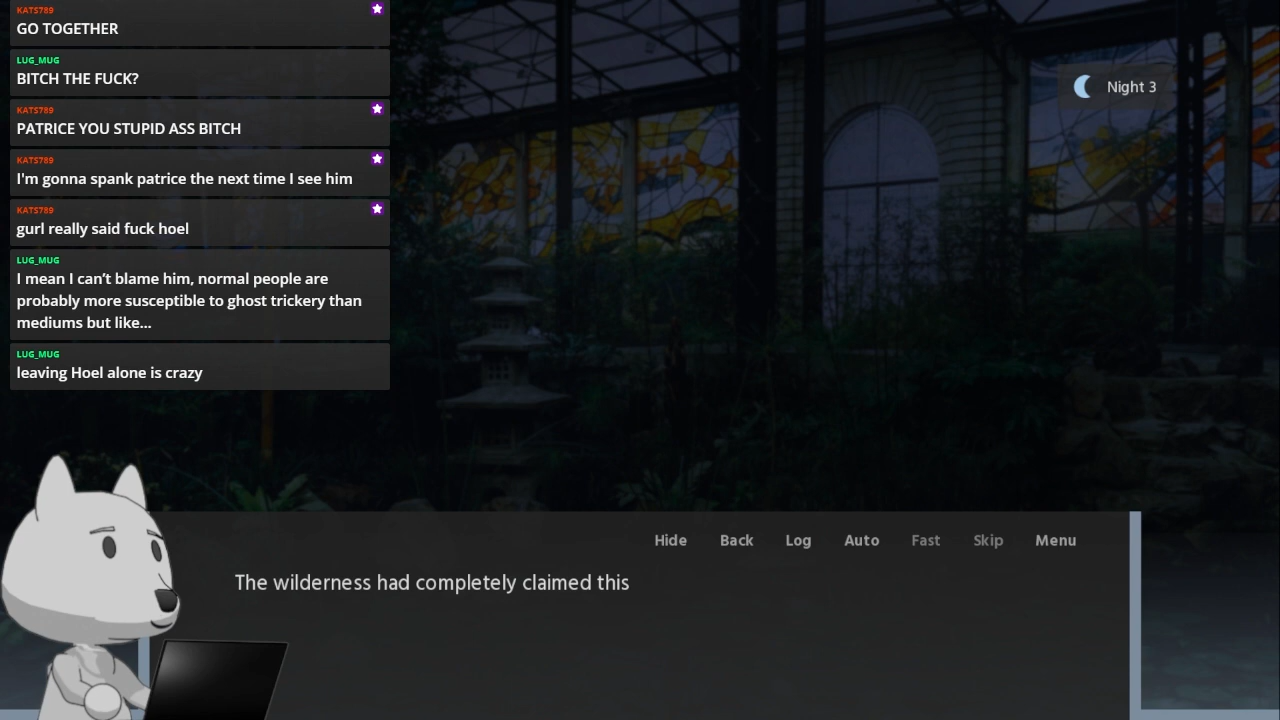 KATS789
GO TOGETHER
LUG_MUG
BITCH THE FUCK?
KATS789
PATRICE YOU STUPID ASS BITCH
KATS789
I'm gonna spank patrice the next time I see him
KATS789
gurl really said fuck hoel
LUG_MUG
I mean I can't blame him, normal people are
probably more susceptible to ghost trickery than
mediums but like...
LUG_MUG
leaving Hoel alone is crazy
Night 3
Hide Back Log Auto Fast Skip Menu
The wilderness had completely claimed this